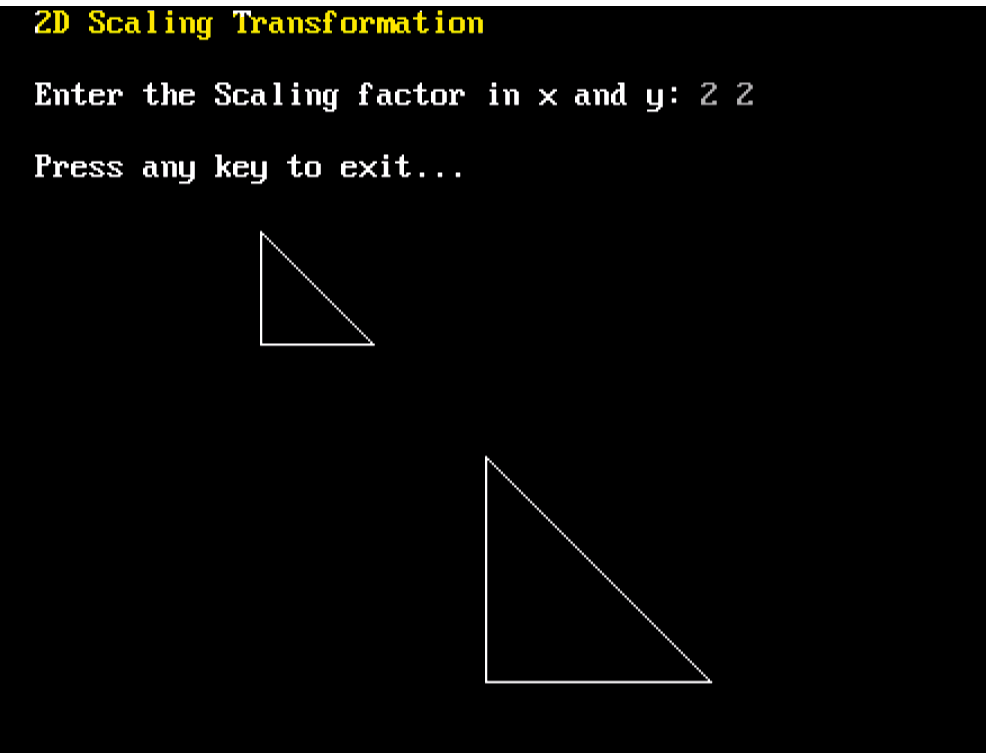 2D Scaling Transformation
Enter the Scaling factor in x and y: 2 2
Press any key to exit...